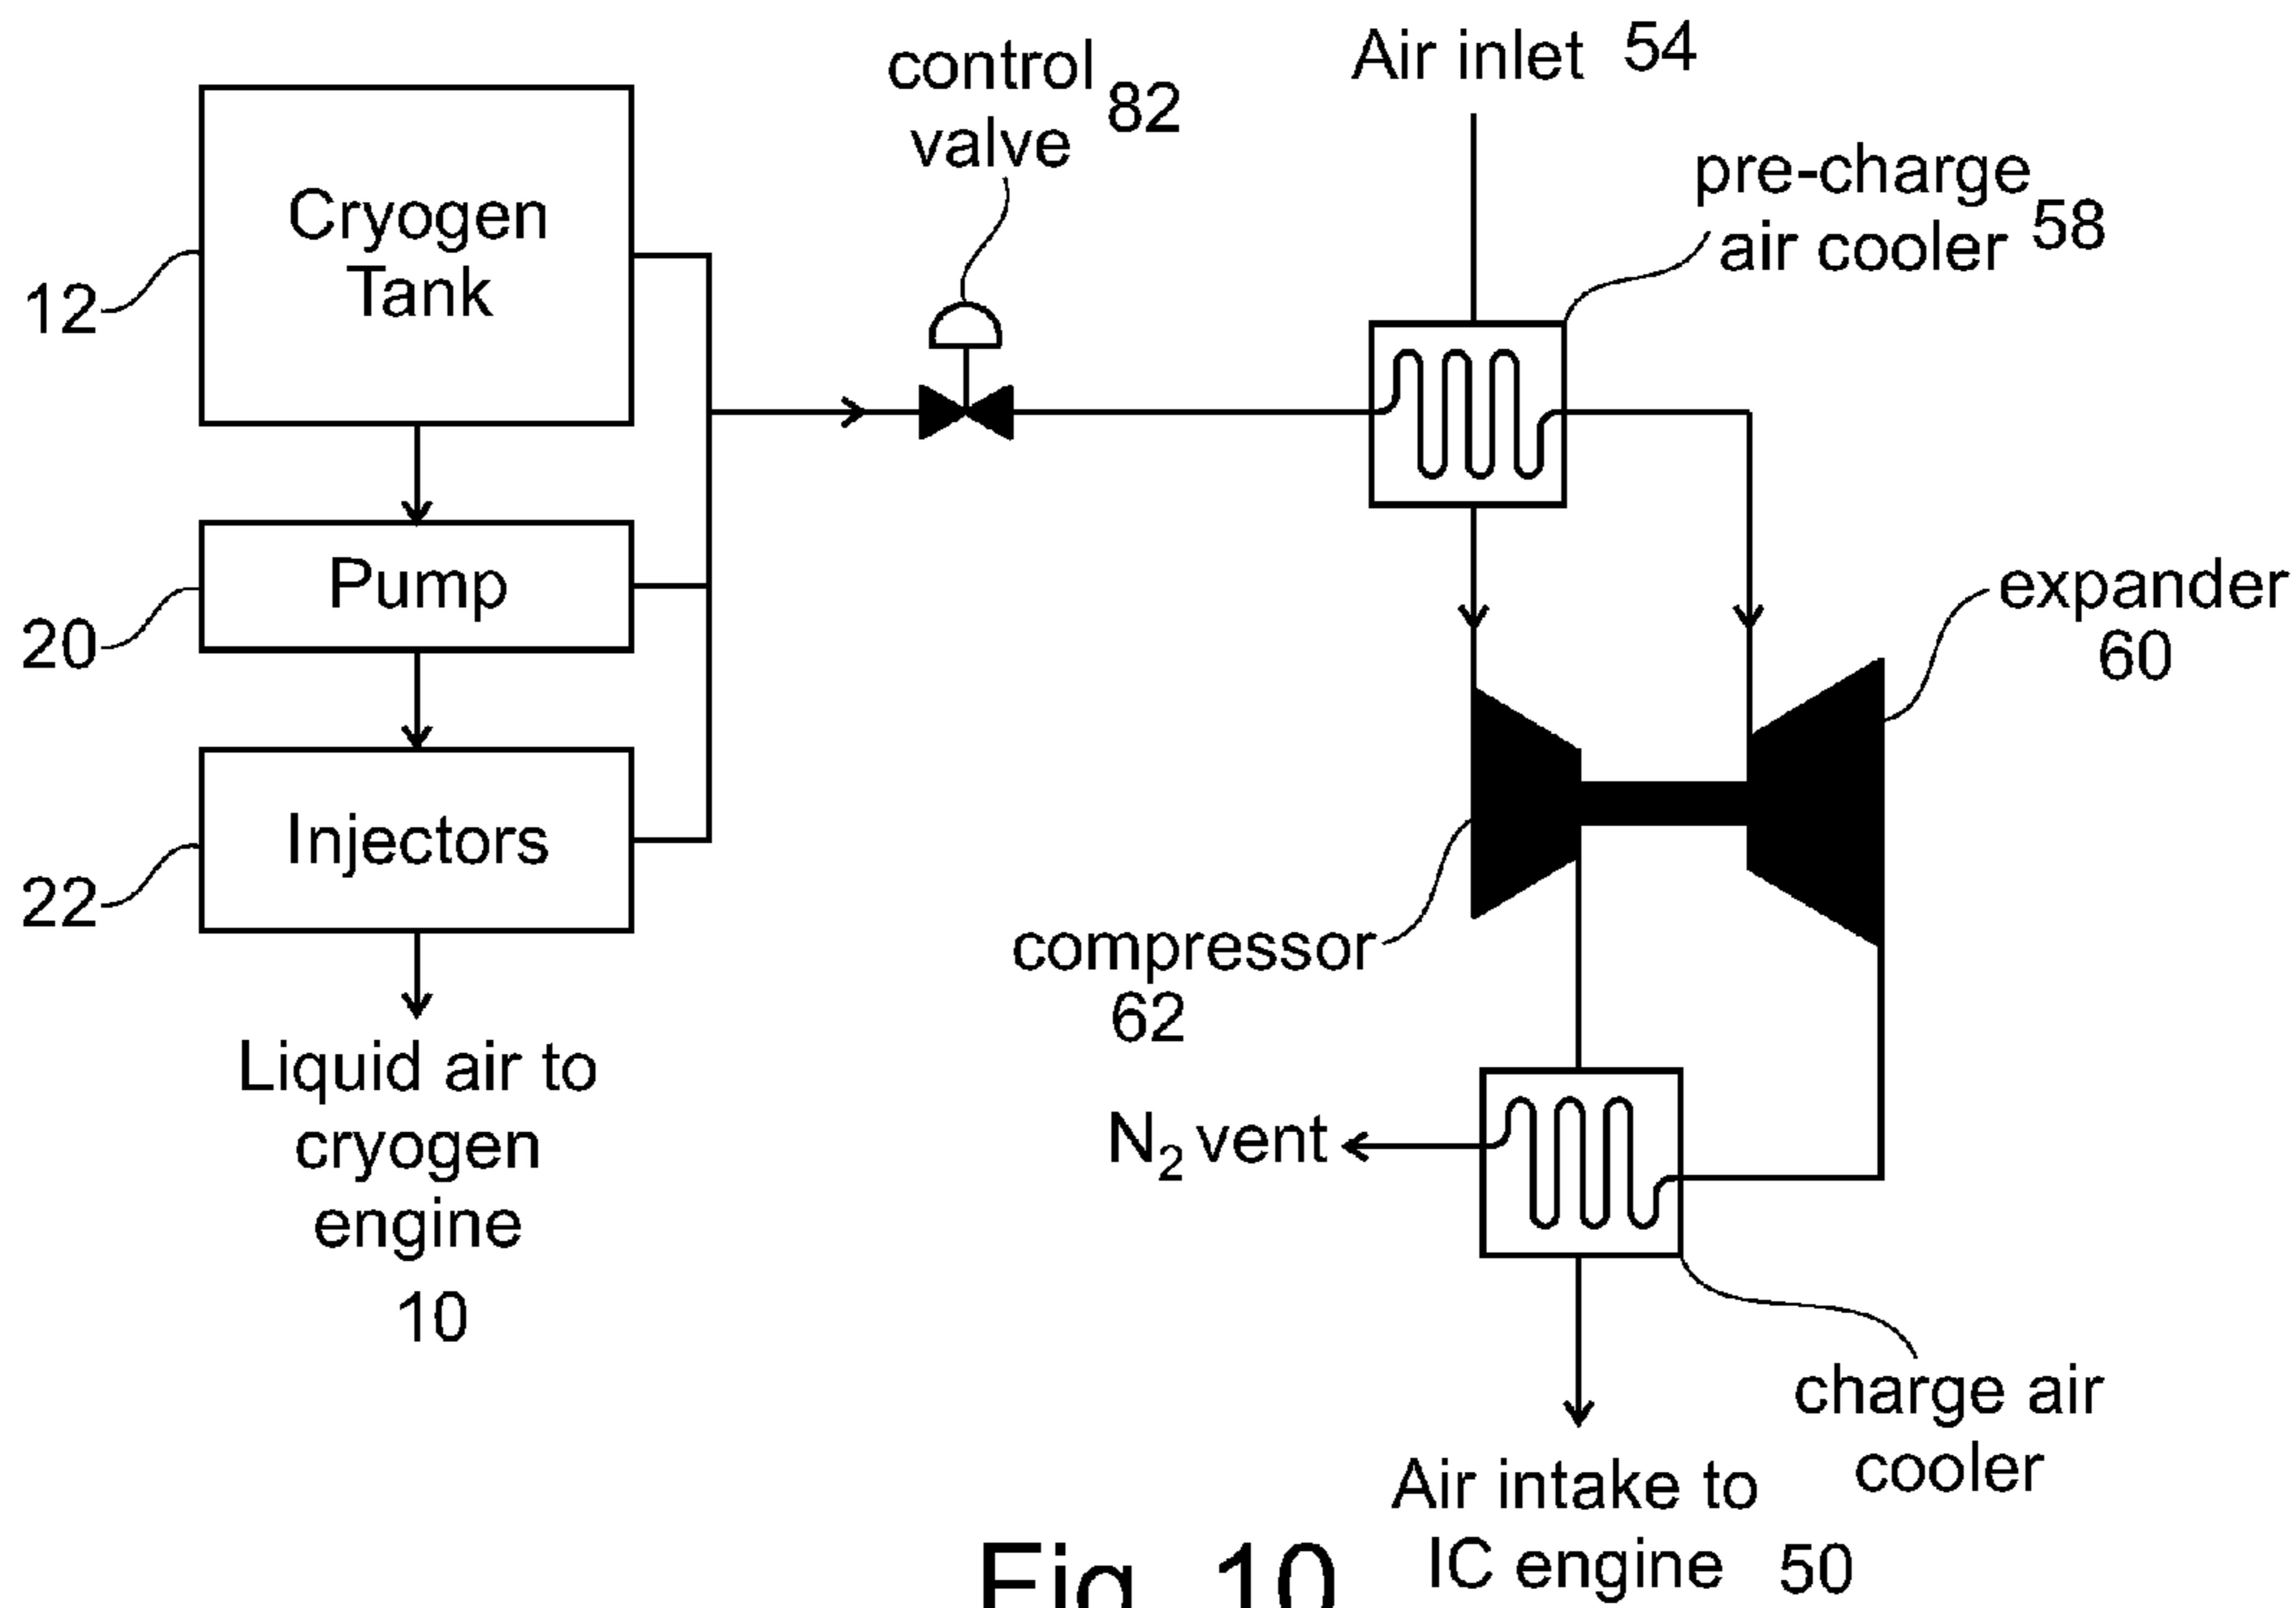 Cryogen
Tank
12
Pump
20
Injectors
22
Liquid air to
cryogen
engine
10
control
valve 82
Air inlet 54
pre-charge
air cooler 58
expander
60
compressor
62
N₂ vent
charge air
cooler
Air intake to
IC engine 50
Fig. 10